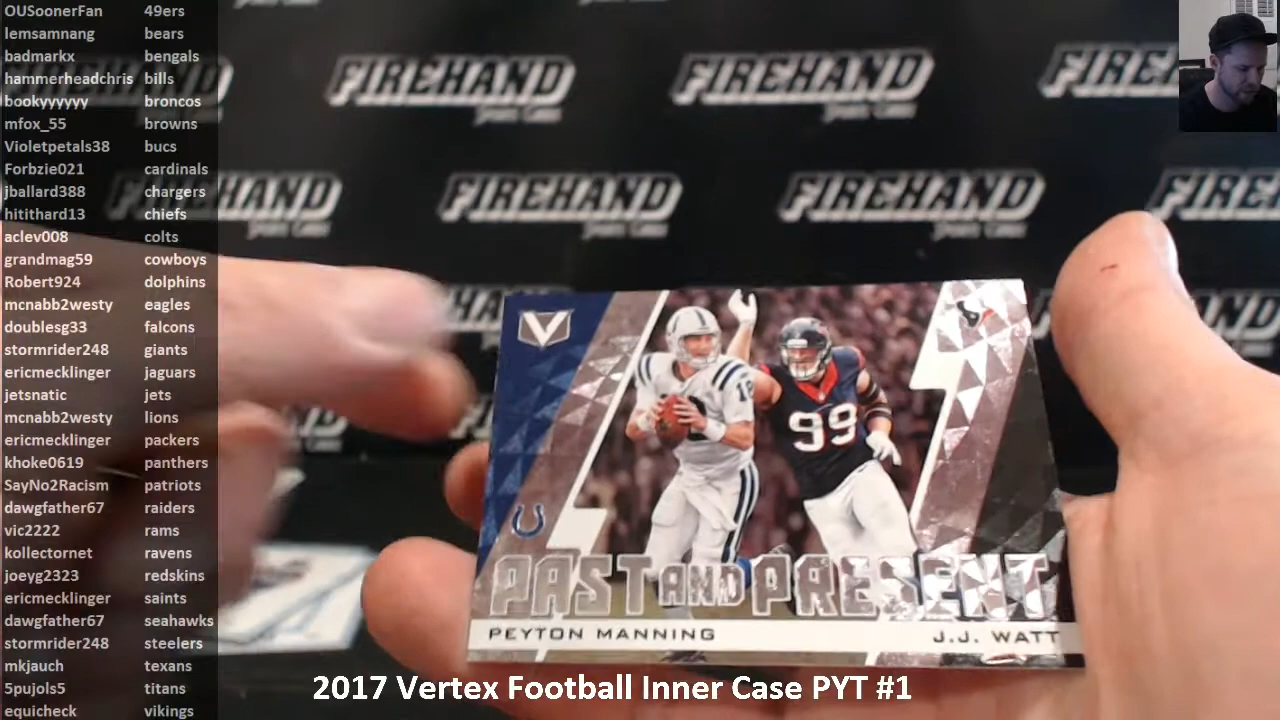 OUSoonerFan 49ers
lemsamnang bears
badmarkx bengals
hammerheadchris bills
bookyyyyyy broncos
mfox_55 browns
Violetpetals38 bucs
Forbzie021 cardinals
jballard388 chargers
hitithard13 chiefs
aclev008 colts
grandmag59 cowboys
Robert924 dolphins
mcnabb2westy eagles
doublesg33 falcons
stormrider248 giants
ericmecklinger jaguars
jetsnatic jets
mcnabb2westy lions
ericmecklinger packers
khoke0619 panthers
SayNo2Racism patriots
dawgfather67 raiders
vic2222 rams
kollectornet ravens
joeyg2323 redskins
ericmecklinger saints
dawgfather67 seahawks
stormrider248 steelers
mkjauch texans
5pujols5 titans
equicheck vikings
FIREHAND FIREHAND
FIREHAND FIREHAND FIREHAND
V
18
99
PAST AND PRESENT
PEYTON MANNING J.J. WATT
2017 Vertex Football Inner Case PYT #1